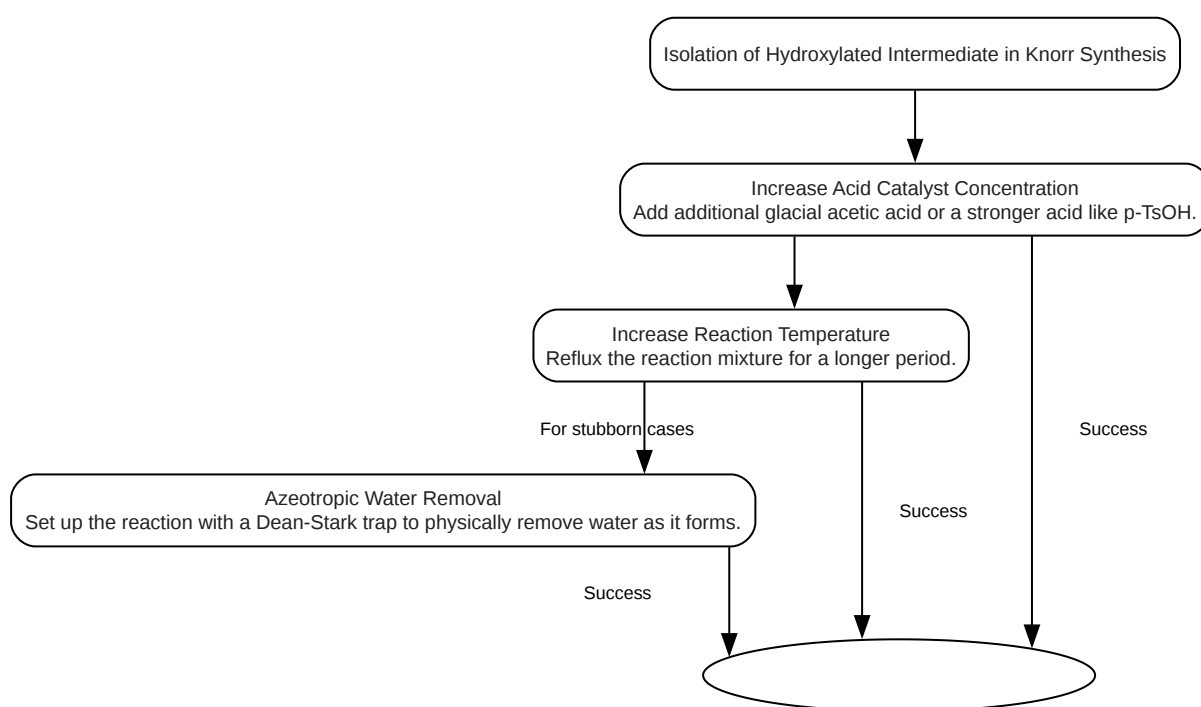 Isolation of Hydroxylated Intermediate in Knorr Synthesis
Increase Acid Catalyst Concentration
Add additional glacial acetic acid or a stronger acid like p-TsOH.
Increase Reaction Temperature
Reflux the reaction mixture for a longer period.
For stubborn cases
Success
Azeotropic Water Removal
Set up the reaction with a Dean-Stark trap to physically remove water as it forms.
Success
Success